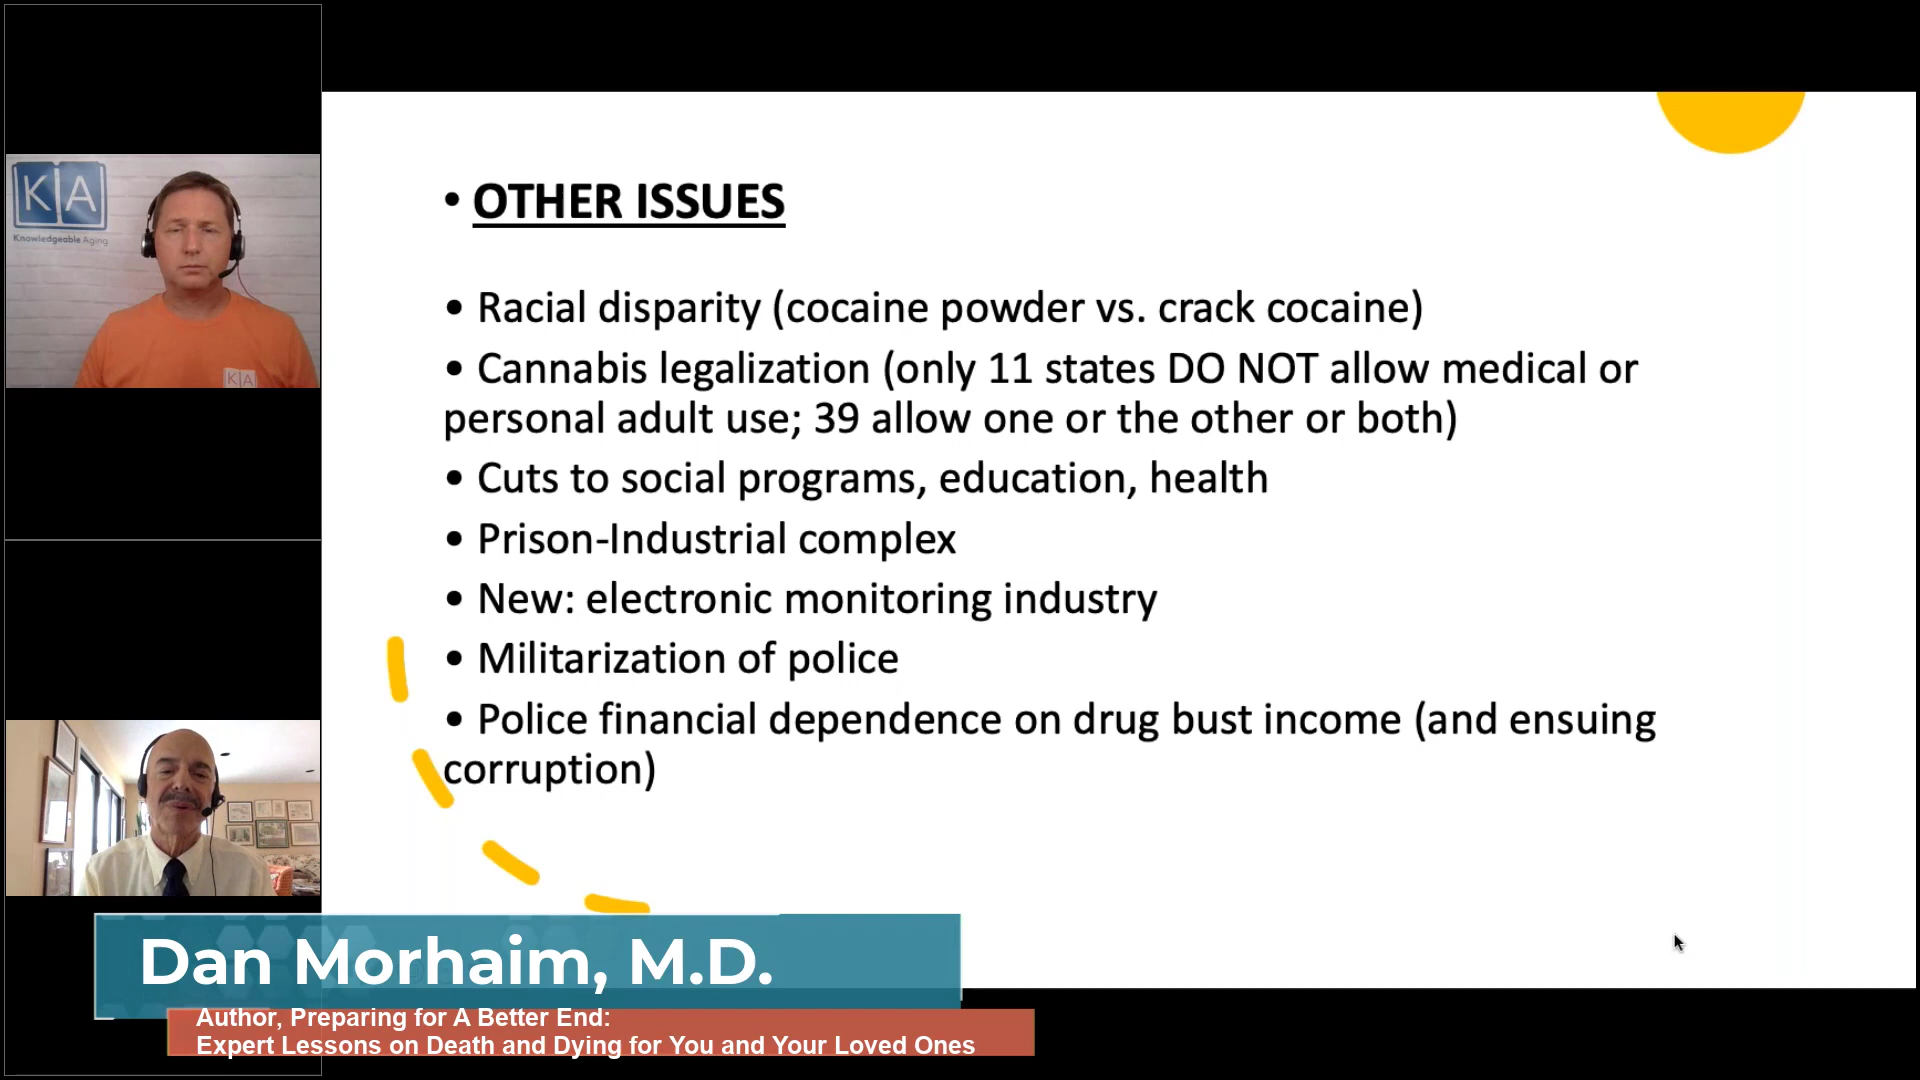 K|A
Knowledgeable Aging
K|A
• OTHER ISSUES
• Racial disparity (cocaine powder vs. crack cocaine)
• Cannabis legalization (only 11 states DO NOT allow medical or
personal adult use; 39 allow one or the other or both)
• Cuts to social programs, education, health
• Prison-Industrial complex
• New: electronic monitoring industry
• Militarization of police
• Police financial dependence on drug bust income (and ensuing
corruption)
Dan Morhaim, M.D.
Author, Preparing for A Better End:
Expert Lessons on Death and Dying for You and Your Loved Ones